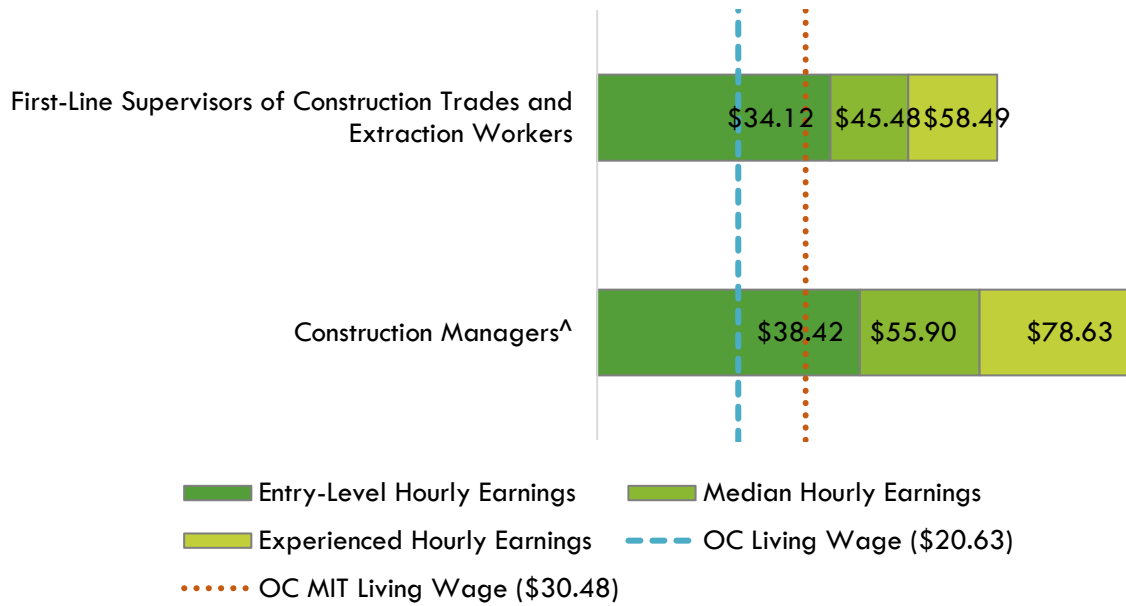 First-Line Supervisors of Construction Trades and
Extraction Workers
$34.12 $45.48 $58.49
Construction Managers^
$38.42 $55.90 $78.63
Entry-Level Hourly Earnings
Median Hourly Earnings
Experienced Hourly Earnings
OC Living Wage ($20.63)
OC MIT Living Wage ($30.48)